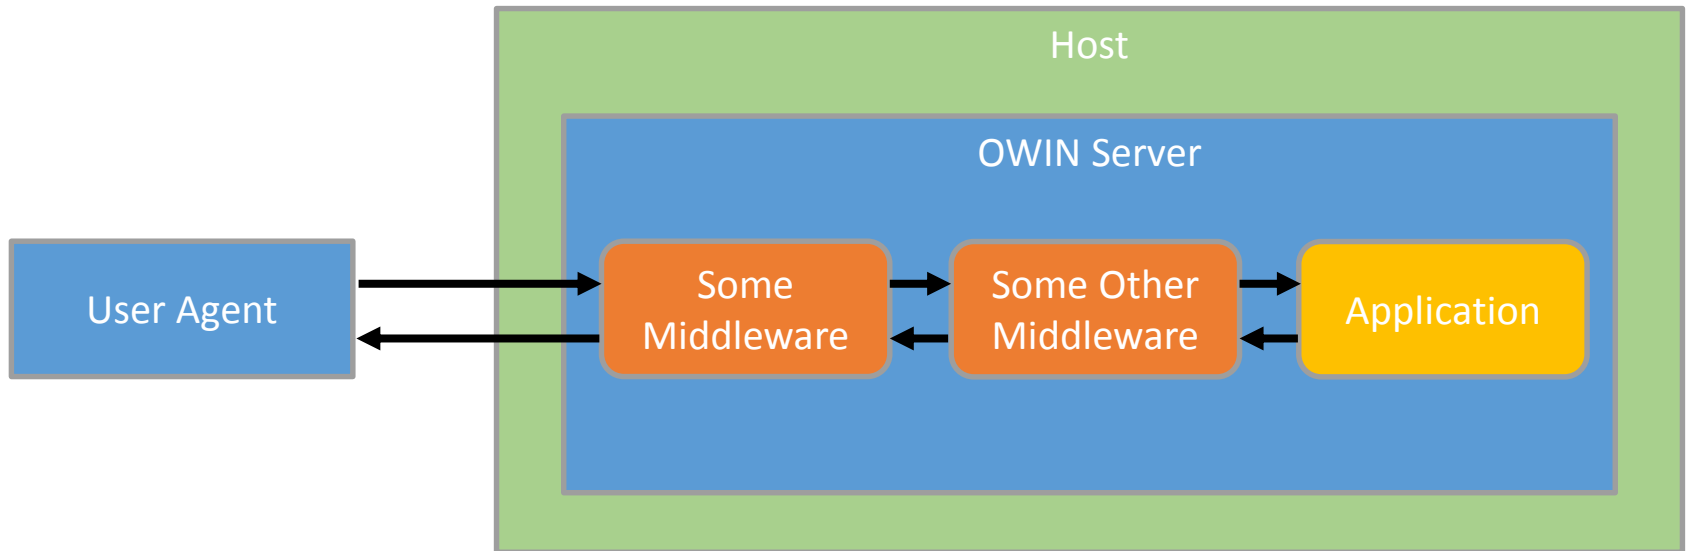 Host
OWIN Server
User Agent
Some
Middleware
Some Other
Middleware
Application